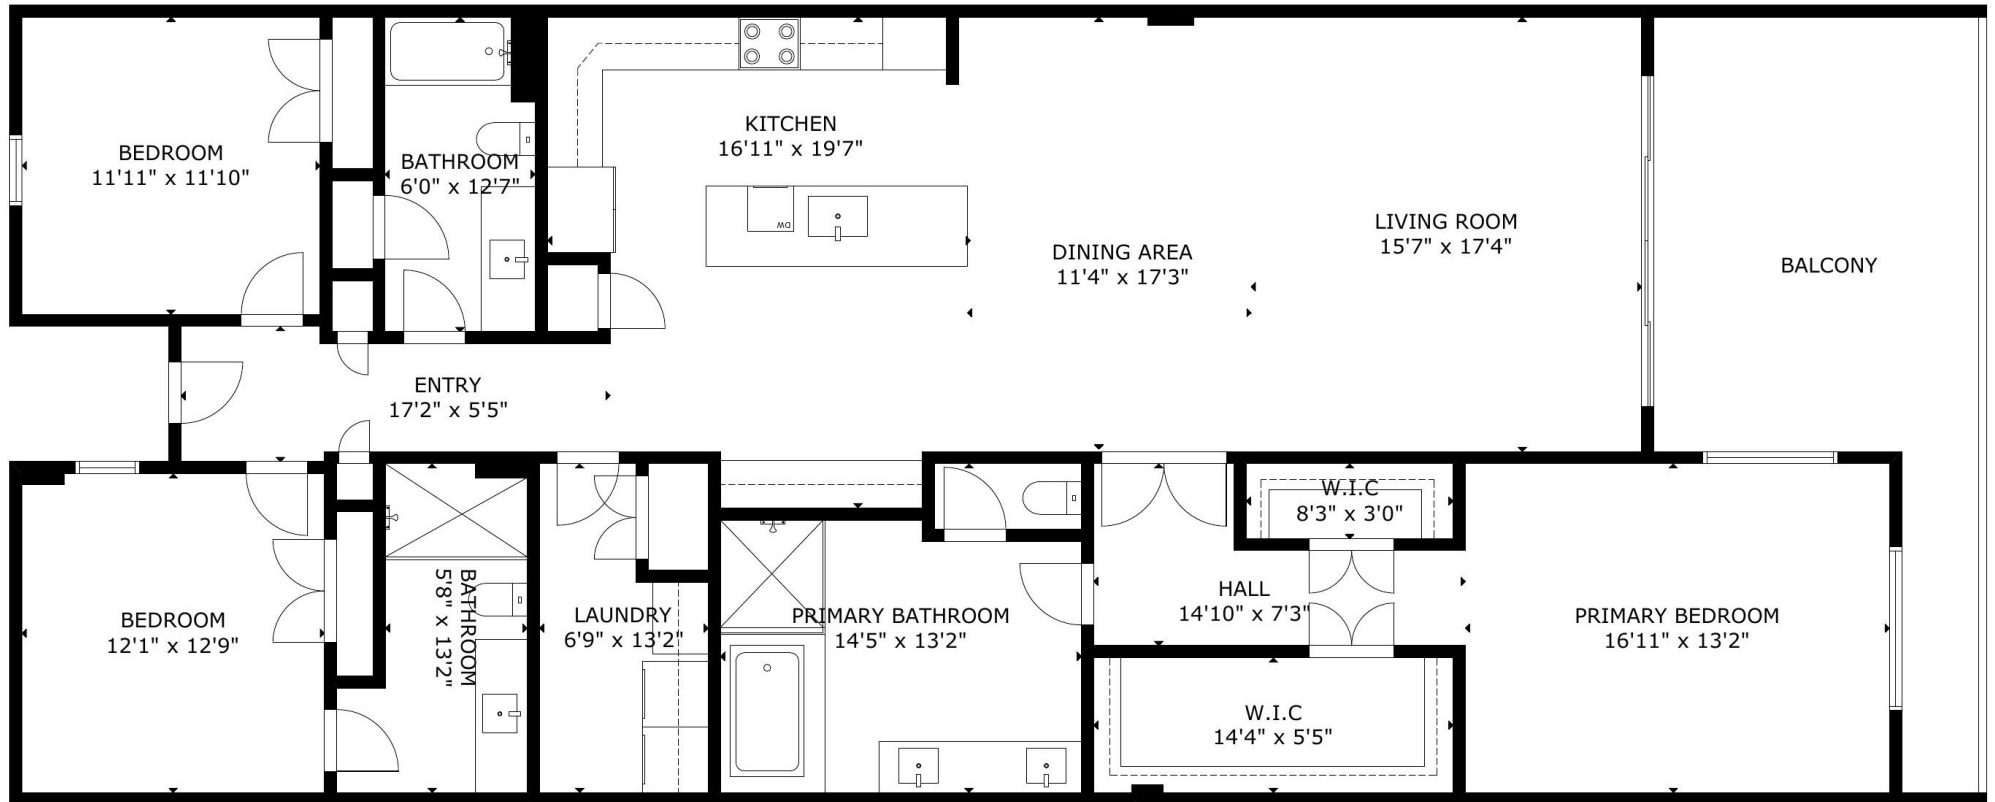 BEDROOM
11'11" x 11'10"
BATHROOM
6'0" x 12'7"
KITCHEN
16'11" x 19'7"
DW
DINING AREA
11'4" x 17'3"
LIVING ROOM
15'7" x 17'4"
BALCONY
ENTRY
17'2" x 5'5"
BEDROOM
12'1" x 12'9"
BATHROOM
5'8" x 13'2"
LAUNDRY
6'9" x 13'2"
PRIMARY BATHROOM
14'5" x 13'2"
HALL
14'10" x 7'3"
W.I.C
8'3" x 3'0"
W.I.C
14'4" x 5'5"
PRIMARY BEDROOM
16'11" x 13'2"